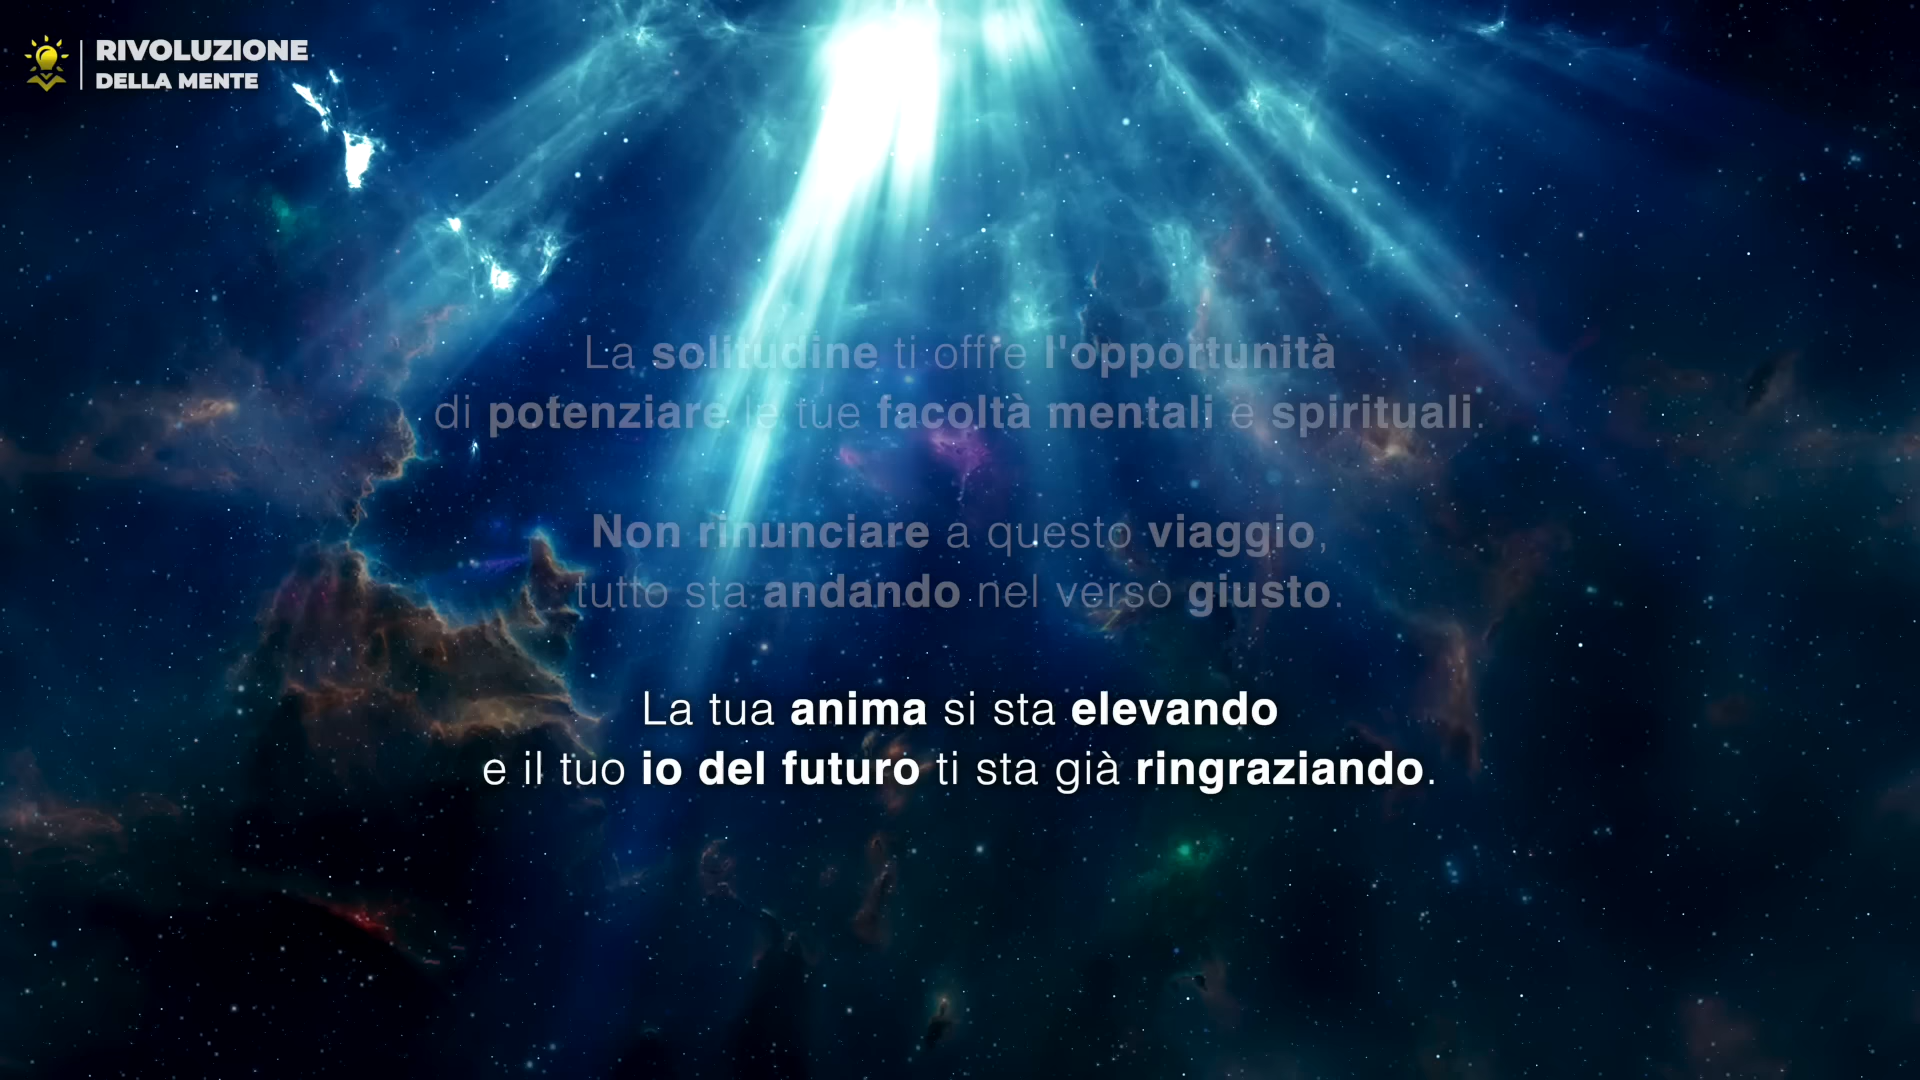 RIVOLUZIONE
DELLA MENTE
La solitudine ti offre l'opportunità
di potenziare le tue facoltà mentali e spirituali.
Non rinunciare a questo viaggio,
tutto sta andando nel verso giusto.
La tua anima si sta elevando
e il tuo io del futuro ti sta già ringraziando.